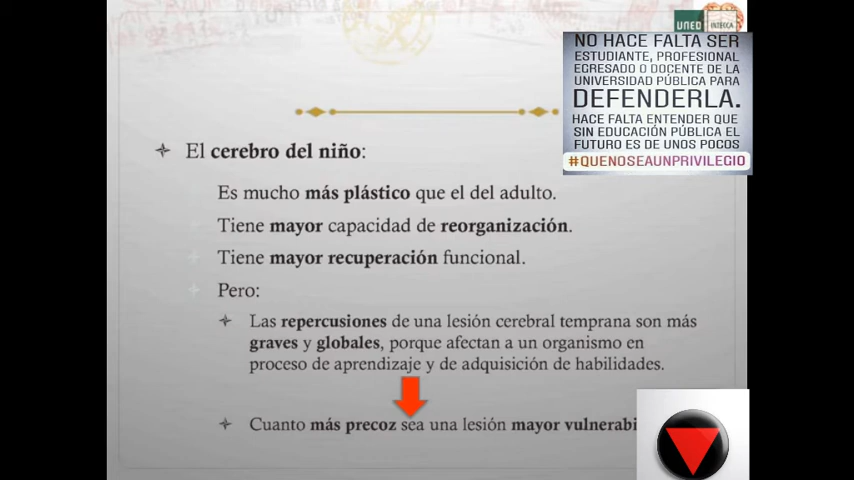 UNED
INTECCA
NO HACE FALTA SER
ESTUDIANTE, PROFESIONAL
EGRESADO O DOCENTE DE LA
UNIVERSIDAD PÚBLICA PARA
DEFENDERLA.
HACE FALTA ENTENDER QUE
SIN EDUCACIÓN PÚBLICA EL
FUTURO ES DE UNOS POCOS
#QUENOSEAUNPRIVILEGIO
El cerebro del niño:
Es mucho más plástico que el del adulto.
Tiene mayor capacidad de reorganización.
Tiene mayor recuperación funcional.
Pero:
Las repercusiones de una lesión cerebral temprana son más
graves y globales, porque afectan a un organismo en
proceso de aprendizaje y de adquisición de habilidades.
Cuanto más precoz sea una lesión mayor vulnerabi